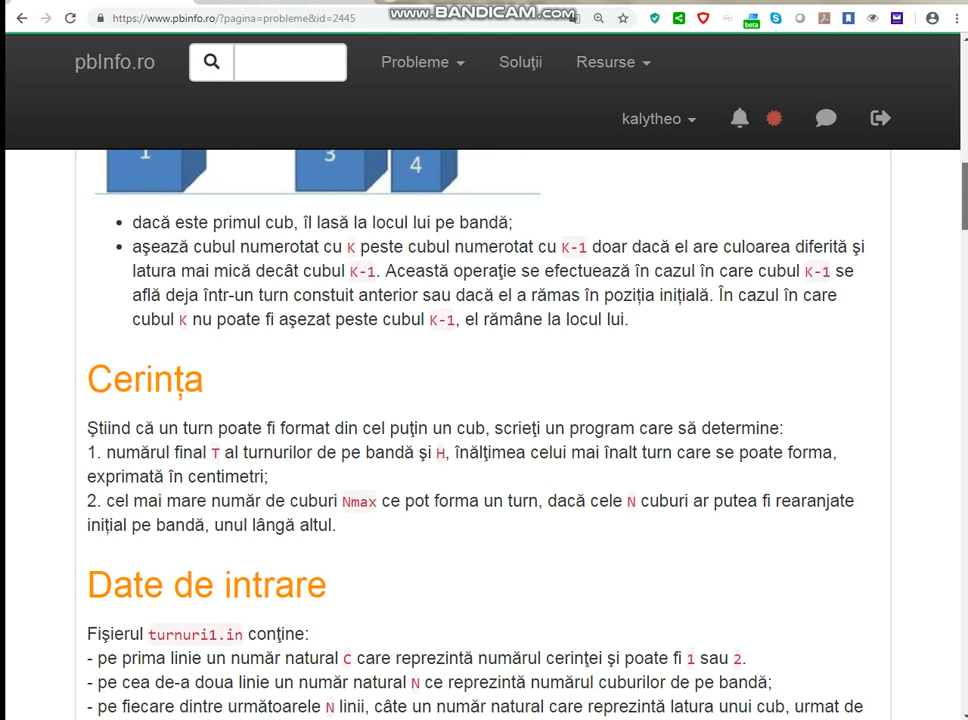 www.BANDICAM.com
https://www.pbinfo.ro/?pagina=probleme&id=2445
beta
pbInfo.ro
Probleme
Soluţii
Resurse
kalytheo
1
3
4
• dacă este primul cub, îl lasă la locul lui pe bandă;
• aşează cubul numerotat cu K peste cubul numerotat cu K-1 doar dacă el are culoarea diferită şi
latura mai mică decât cubul K-1. Această operaţie se efectuează în cazul în care cubul K-1 se
află deja într-un turn constuit anterior sau dacă el a rămas în poziția inițială. În cazul în care
cubul K nu poate fi aşezat peste cubul K-1, el rămâne la locul lui.
Cerința
Ştiind că un turn poate fi format din cel puţin un cub, scrieţi un program care să determine:
1. numărul final T al turnurilor de pe bandă şi H, înălţimea celui mai înalt turn care se poate forma,
exprimată în centimetri;
2. cel mai mare număr de cuburi Nmax ce pot forma un turn, dacă cele N cuburi ar putea fi rearanjate
inițial pe bandă, unul lângă altul.
Date de intrare
Fişierul turnuri1.in conţine:
- pe prima linie un număr natural C care reprezintă numărul cerinţei şi poate fi 1 sau 2.
- pe cea de-a doua linie un număr natural N ce reprezintă numărul cuburilor de pe bandă;
- pe fiecare dintre următoarele N linii, câte un număr natural care reprezintă latura unui cub, urmat de